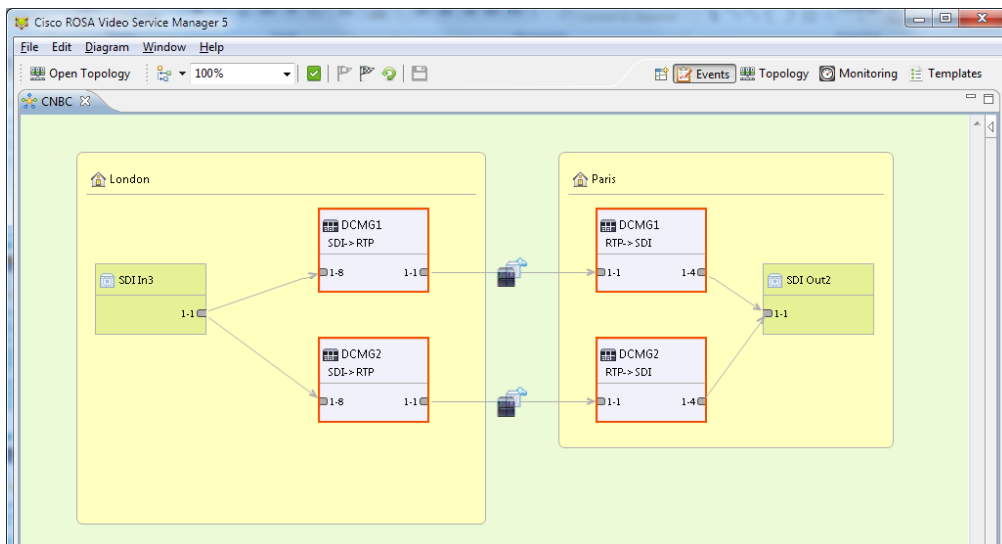 Cisco ROSA Video Service Manager 5
File Edit Diagram Window Help
Open Topology 100% Events Topology Monitoring Templates
CNBC
London
SDI In3
1-1
DCMG1
SDI->RTP
1-8 1-1
DCMG2
SDI->RTP
1-8 1-1
Paris
DCMG1
RTP->SDI
1-1 1-4
DCMG2
RTP->SDI
1-1 1-4
SDI Out2
1-1